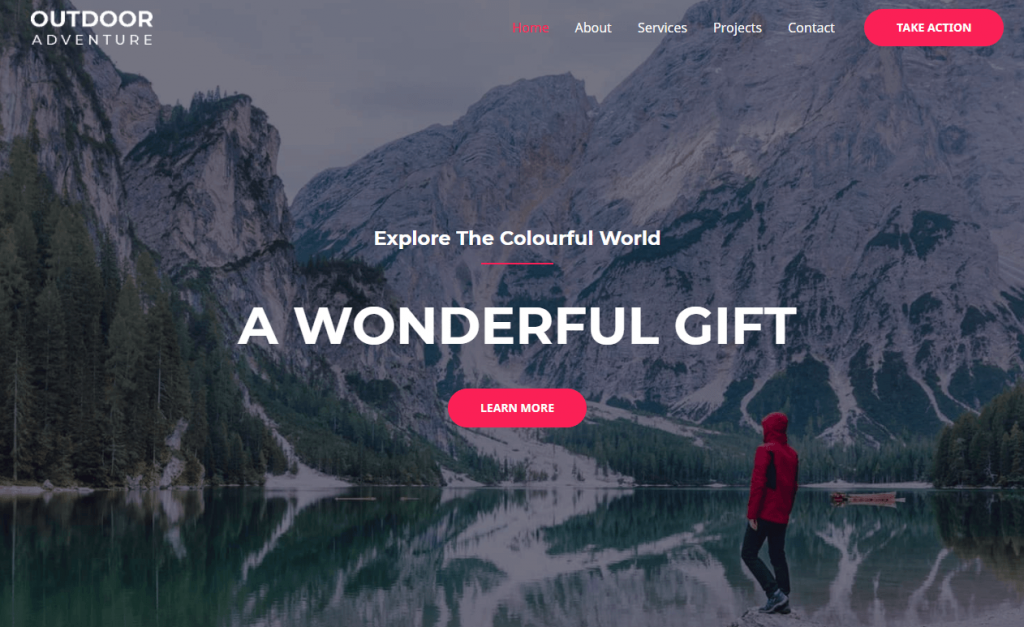 OUTDOOR
ADVENTURE
Home About Services Projects Contact TAKE ACTION
Explore The Colourful World
A WONDERFUL GIFT
LEARN MORE